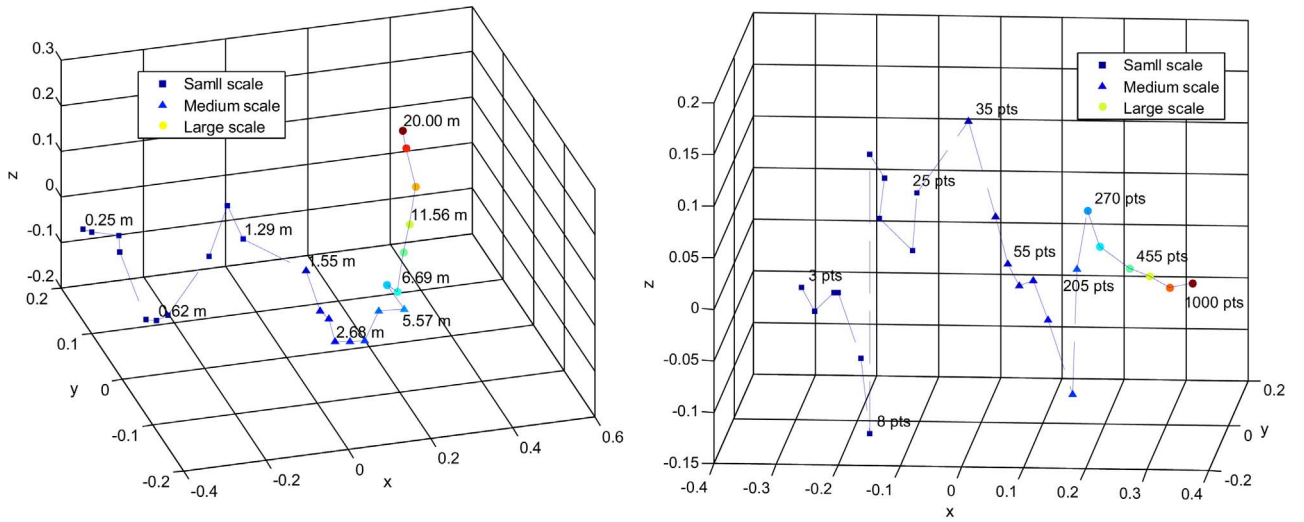 0.3
0.2
0.1
0
-0.1
-0.2
z
Samll scale
Medium scale
Large scale
20.00 m
0.25 m
1.29 m
11.56 m
1.55 m
6.69 m
0.62 m
2.68 m
5.57 m
0.2
0.1
0
-0.1
-0.2
y
-0.4
-0.2
0
0.2
0.4
0.6
x
0.2
0.15
0.1
0.05
0
-0.05
-0.1
-0.15
z
Samll scale
Medium scale
Large scale
35 pts
25 pts
270 pts
3 pts
55 pts
455 pts
205 pts
1000 pts
8 pts
-0.4
-0.3
-0.2
-0.1
0
0.1
0.2
0.3
0.4
x
0.2
0
-0.2
y